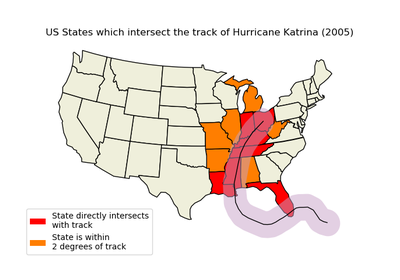 US States which intersect the track of Hurricane Katrina (2005)
State directly intersects
with track
State is within
2 degrees of track